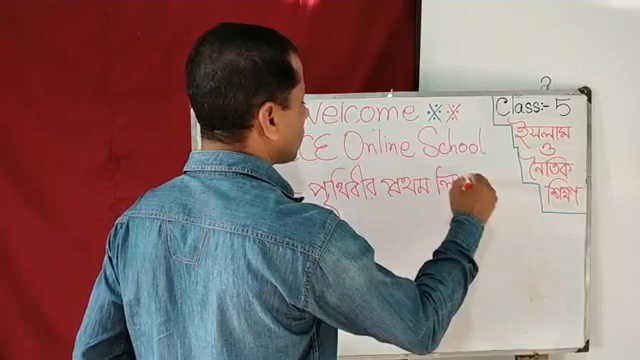 Welcome ※ ※
CE Online School
পৃথিবীর প্রথম
Class:- 5
ইসলাম
ও
নৈতিক
শিক্ষা